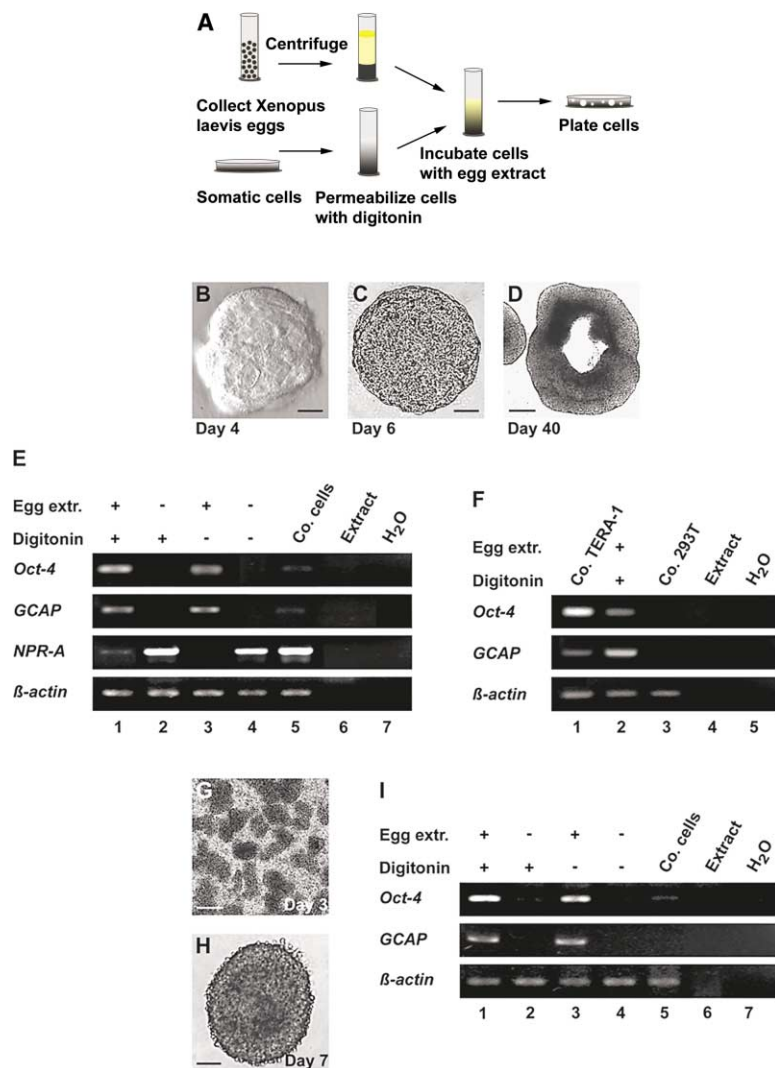 A
Centrifuge
Collect Xenopus
laevis eggs
Somatic cells
Permeabilize cells
with digitonin
Incubate cells
with egg extract
Plate cells
B
Day 4
C
Day 6
D
Day 40
E
Egg extr. + - + - Co. cells Extract H₂O
Digitonin + + - -
Oct-4
GCAP
NPR-A
ß-actin
1 2 3 4 5 6 7
F
Co. TERA-1 Co. 293T Extract H₂O
Egg extr. +
Digitonin +
Oct-4
GCAP
ß-actin
1 2 3 4 5
G
Day 3
H
Day 7
I
Egg extr. + - + - Co. cells Extract H₂O
Digitonin + + - -
Oct-4
GCAP
ß-actin
1 2 3 4 5 6 7